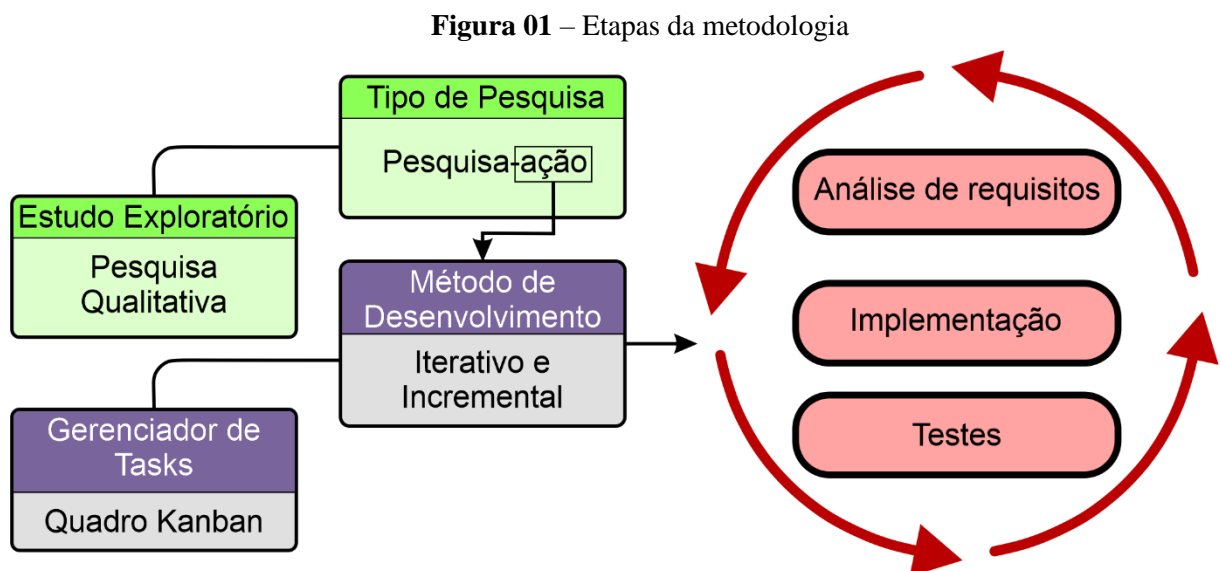 Figura 01 – Etapas da metodologia
Tipo de Pesquisa
Pesquisa-ação
Estudo Exploratório
Pesquisa
Qualitativa
Método de
Desenvolvimento
Iterativo e
Incremental
Gerenciador de
Tasks
Quadro Kanban
Análise de requisitos
Implementação
Testes